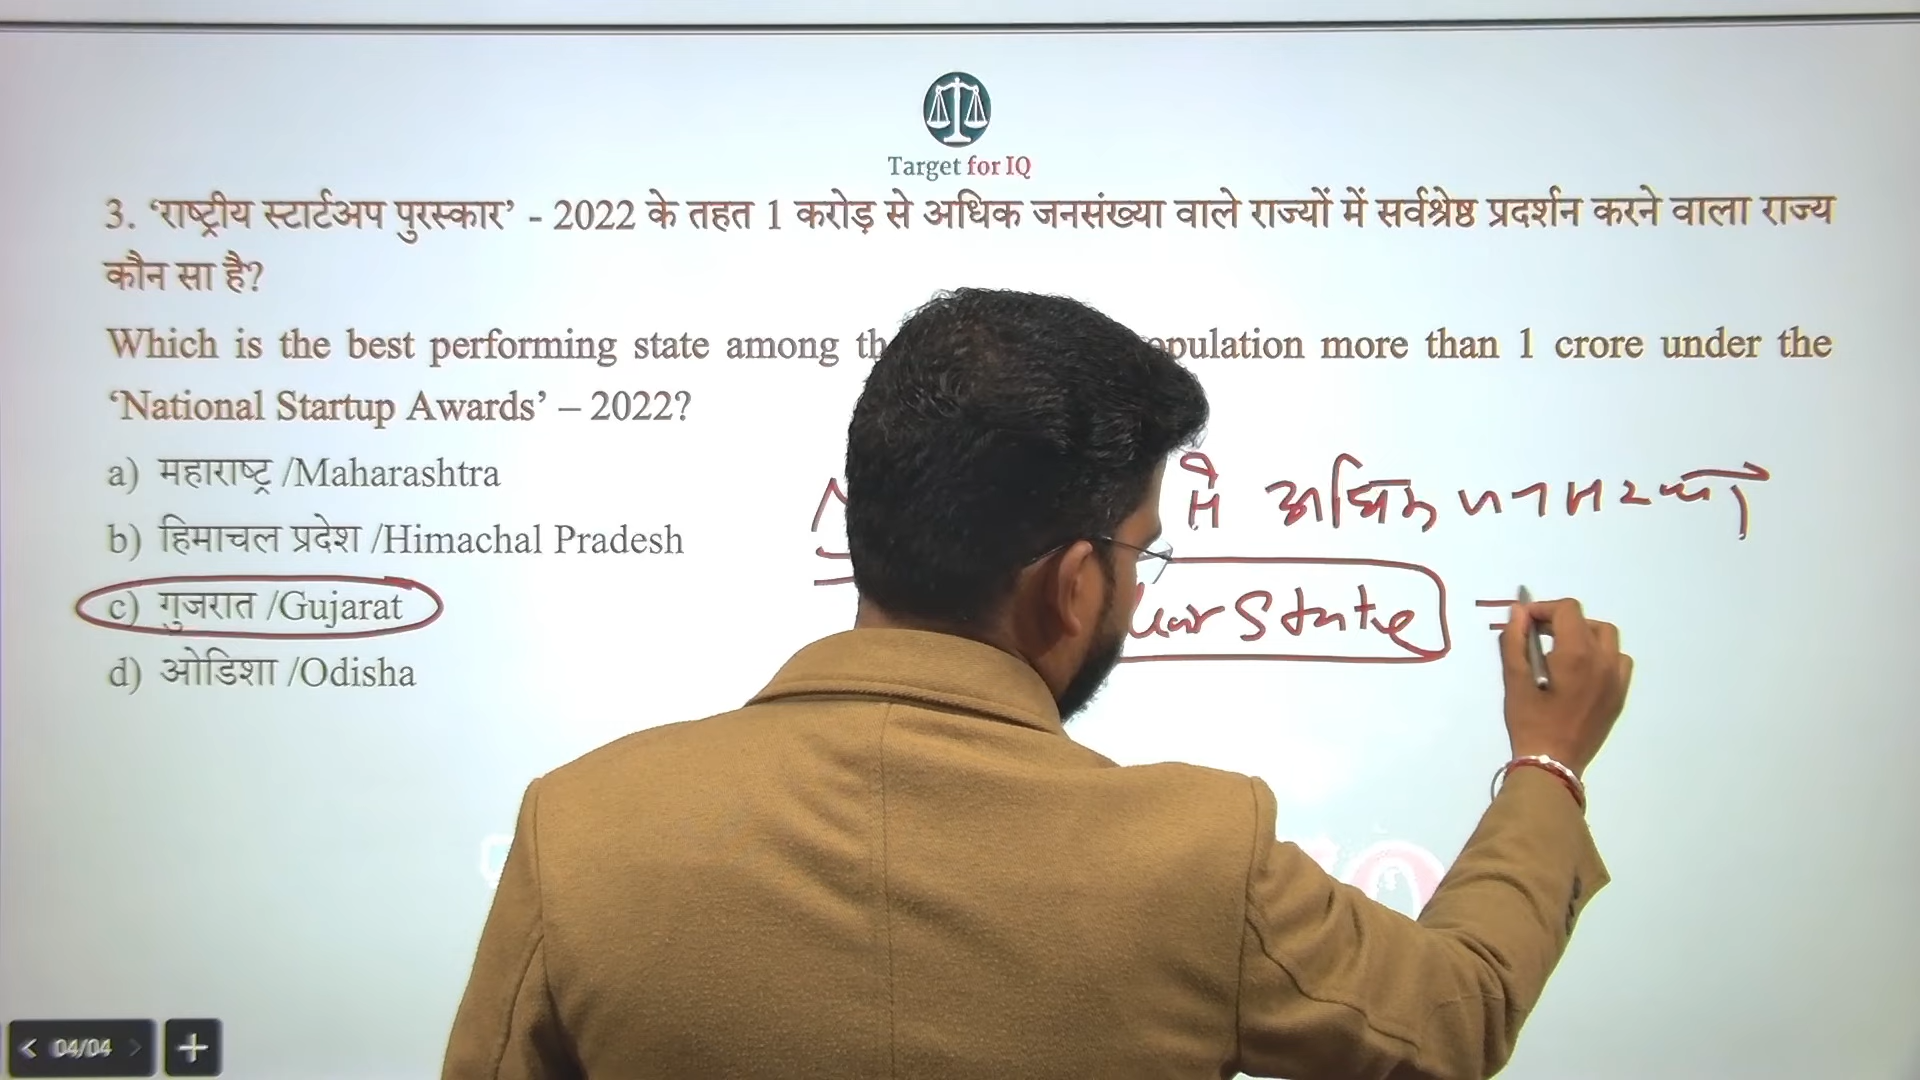 Target for IQ
3. ‘राष्ट्रीय स्टार्टअप पुरस्कार’ - 2022 के तहत 1 करोड़ से अधिक जनसंख्या वाले राज्यों में सर्वश्रेष्ठ प्रदर्शन करने वाला राज्य
कौन सा है?
Which is the best performing state among opulation more than 1 crore under the
‘National Startup Awards’ – 2022?
a) महाराष्ट्र /Maharashtra
b) हिमाचल प्रदेश /Himachal Pradesh
अधिक
c) गुजरात /Gujarat
State =
d) ओडिशा /Odisha
04/04